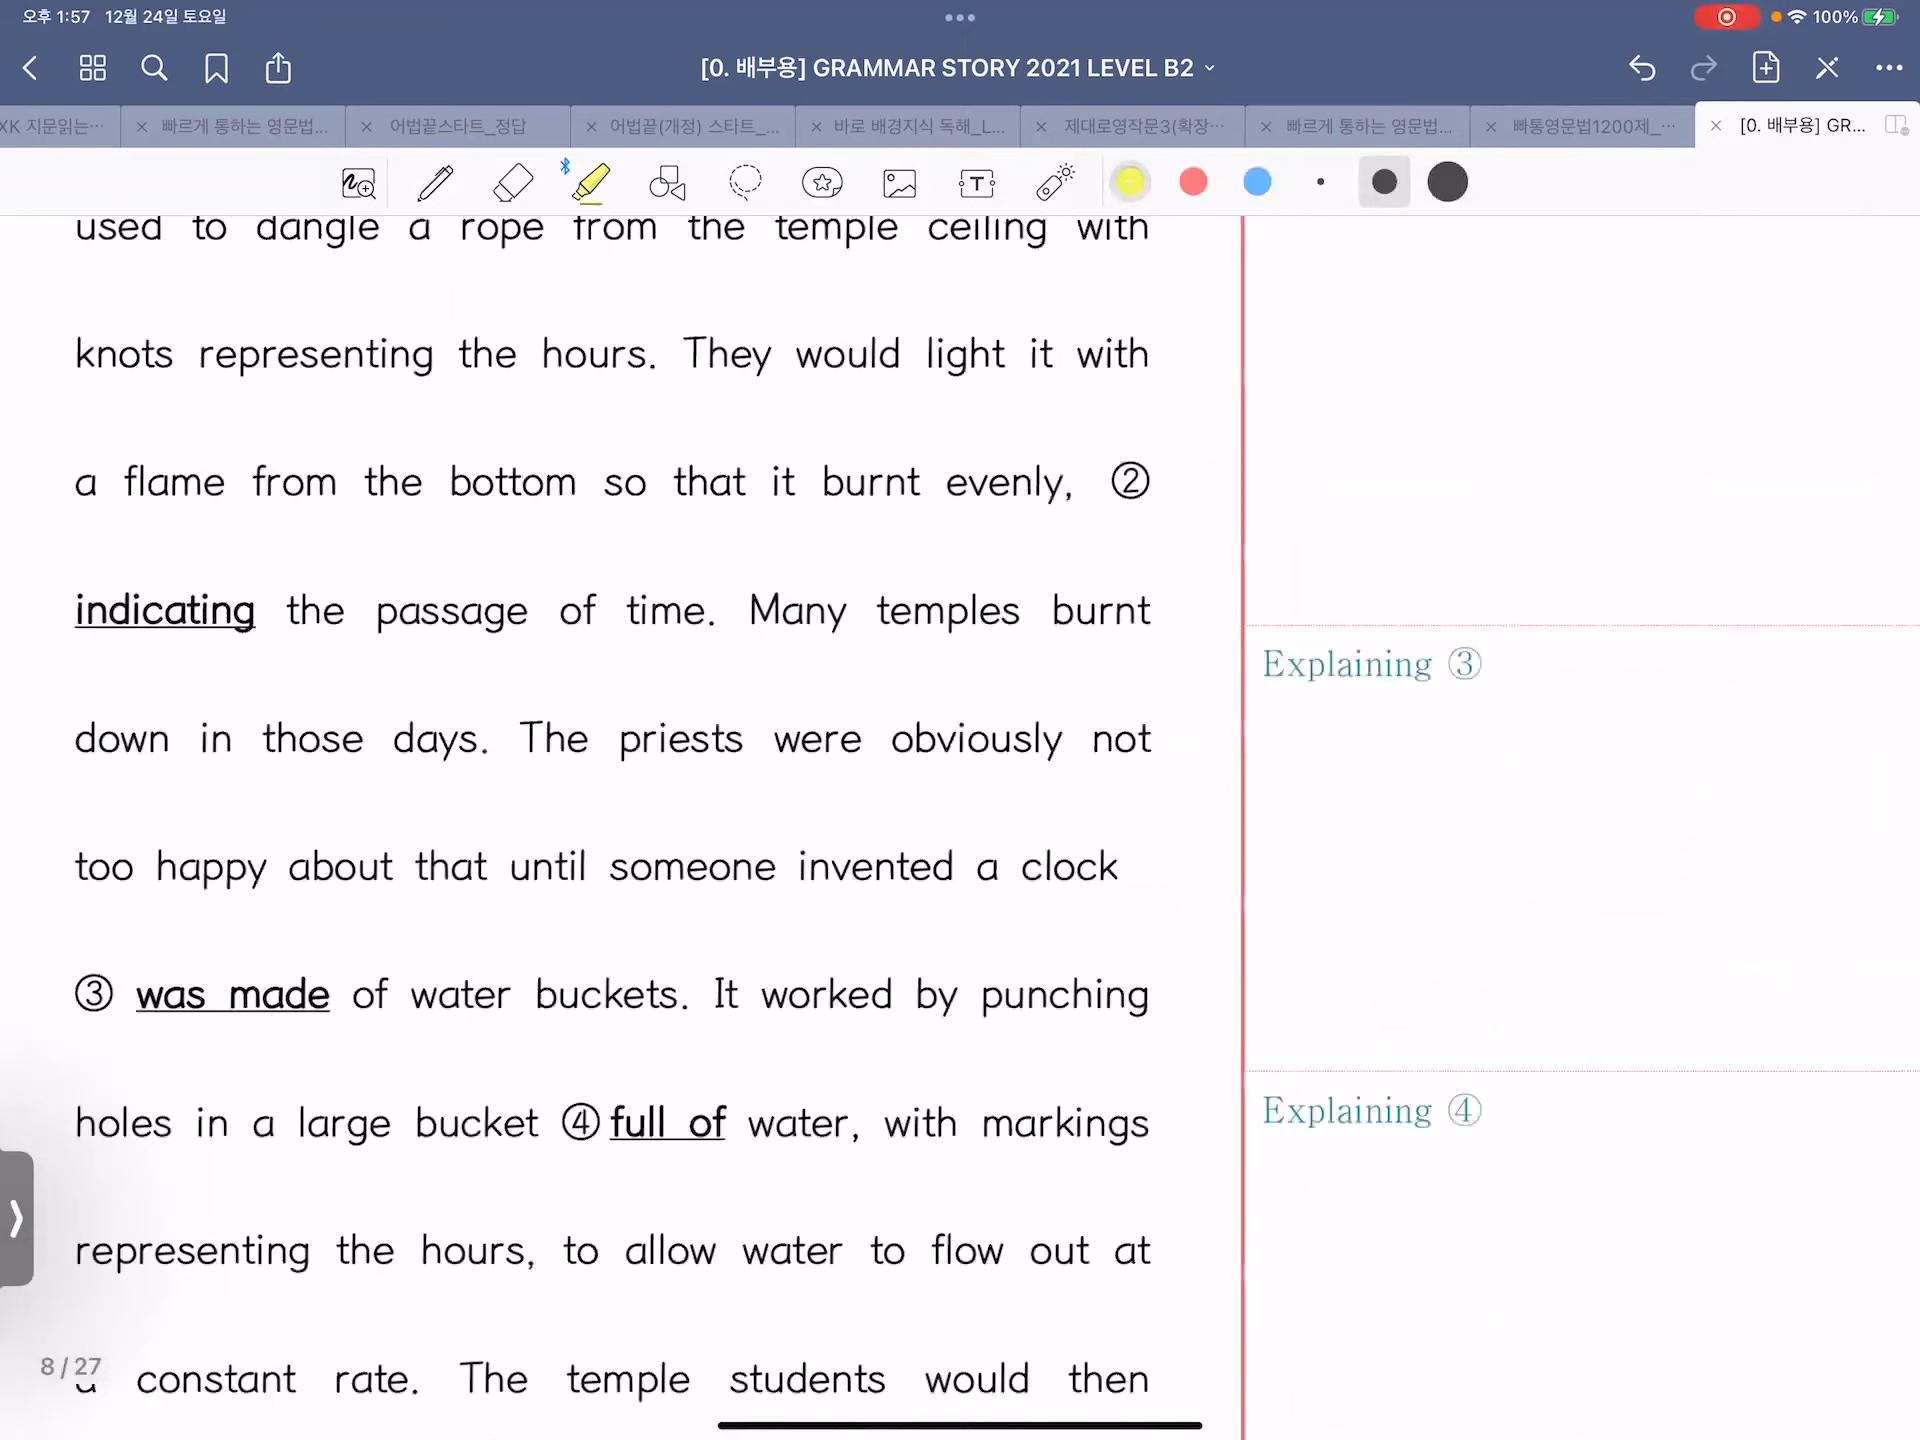 오후 1:57 12월 24일 토요일
100%
[0. 배부용] GRAMMAR STORY 2021 LEVEL B2
XK 지문읽는…
빠르게 통하는 영문법...
어법끝스타트_정답
어법끝(개정) 스타트_...
바로 배경지식 독해_L...
제대로영작문3(확장…
빠르게 통하는 영문법...
빠통영문법1200제_…
[0. 배부용] GR...
used to dangle a rope from the temple ceiling with
knots representing the hours. They would light it with
a flame from the bottom so that it burnt evenly, ②
indicating the passage of time. Many temples burnt
Explaining ③
down in those days. The priests were obviously not
too happy about that until someone invented a clock
③ was made of water buckets. It worked by punching
holes in a large bucket ④ full of water, with markings
Explaining ④
representing the hours, to allow water to flow out at
8 / 27
a constant rate. The temple students would then